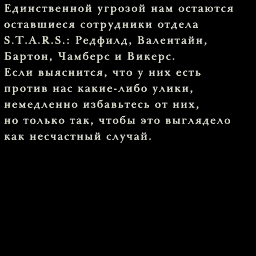 Единственной угрозой нам остаются
оставшиеся сотрудники отдела
S.T.A.R.S.: Редфилд, Валентайн,
Бартон, Чамберс и Викерс.
Если выяснится, что у них есть
против нас какие-либо улики,
немедленно избавьтесь от них,
но только так, чтобы это выглядело
как несчастный случай.